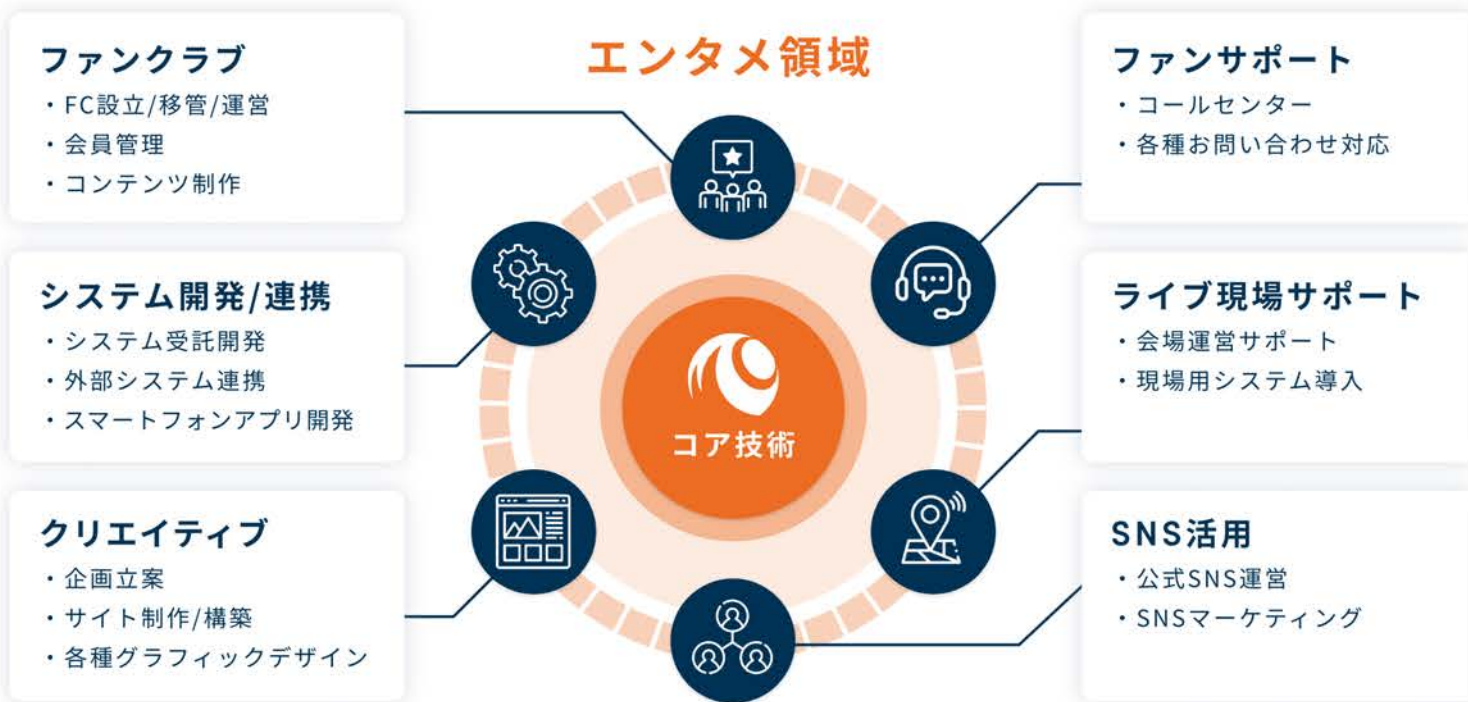 エンタメ領域
ファンクラブ
・FC設立/移管/運営
・会員管理
・コンテンツ制作
システム開発/連携
・システム受託開発
・外部システム連携
・スマートフォンアプリ開発
クリエイティブ
・企画立案
・サイト制作/構築
・各種グラフィックデザイン
コア技術
ファンサポート
・コールセンター
・各種お問い合わせ対応
ライブ現場サポート
・会場運営サポート
・現場用システム導入
SNS活用
・公式SNS運営
・SNSマーケティング